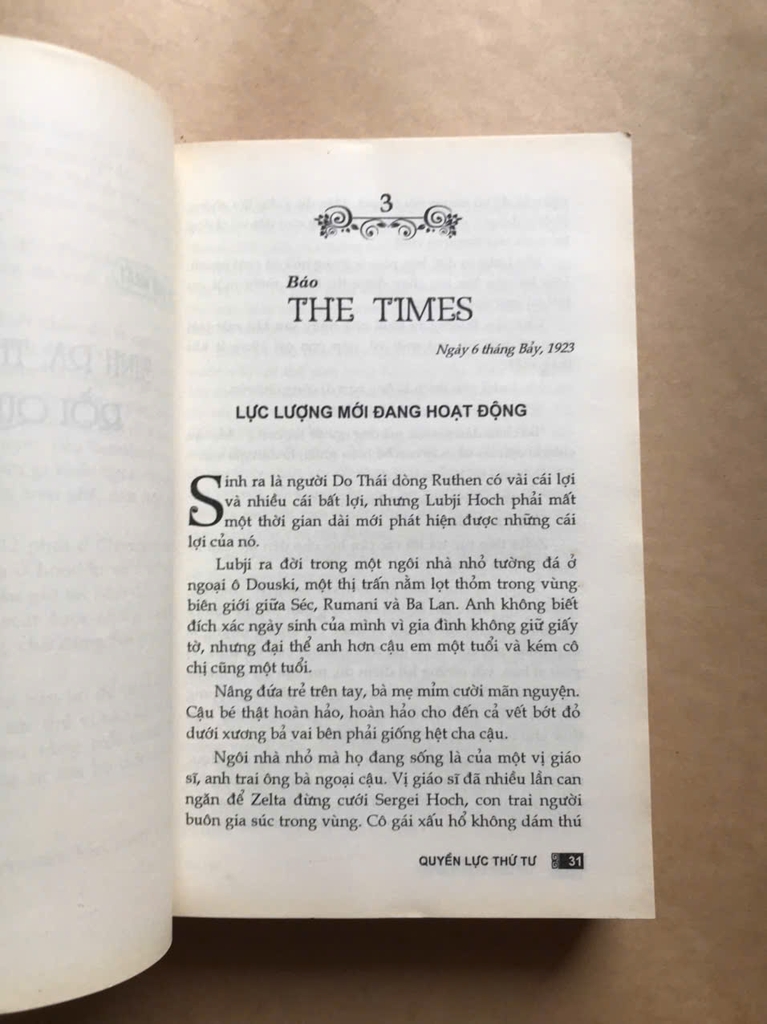 3
Báo
THE TIMES
Ngày 6 tháng Bảy, 1923
LỰC LƯỢNG MỚI ĐANG HOẠT ĐỘNG
Sinh ra là người Do Thái dòng Ruthen có vài cái lợi
và nhiều cái bất lợi, nhưng Lubji Hoch phải mất
một thời gian dài mới phát hiện được những cái
lợi của nó.
Lubji ra đời trong một ngôi nhà nhỏ tường đá ở
ngoại ô Douski, một thị trấn nằm lọt thỏm trong vùng
biên giới giữa Séc, Rumani và Ba Lan. Anh không biết
đích xác ngày sinh của mình vì gia đình không giữ giấy
tờ, nhưng đại thể anh hơn cậu em một tuổi và kém cô
chị cũng một tuổi.
Nâng đứa trẻ trên tay, bà mẹ mỉm cười mãn nguyện.
Cậu bé thật hoàn hảo, hoàn hảo cho đến cả vết bớt đỏ
dưới xương bả vai bên phải giống hệt cha cậu.
Ngôi nhà nhỏ mà họ đang sống là của một vị giáo
sĩ, anh trai ông bà ngoại cậu. Vị giáo sĩ đã nhiều lần can
ngăn để Zelta đừng cưới Sergei Hoch, con trai người
buôn gia súc trong vùng. Cô gái xấu hổ không dám thú
QUYỀN LỰC THỨ TƯ 31